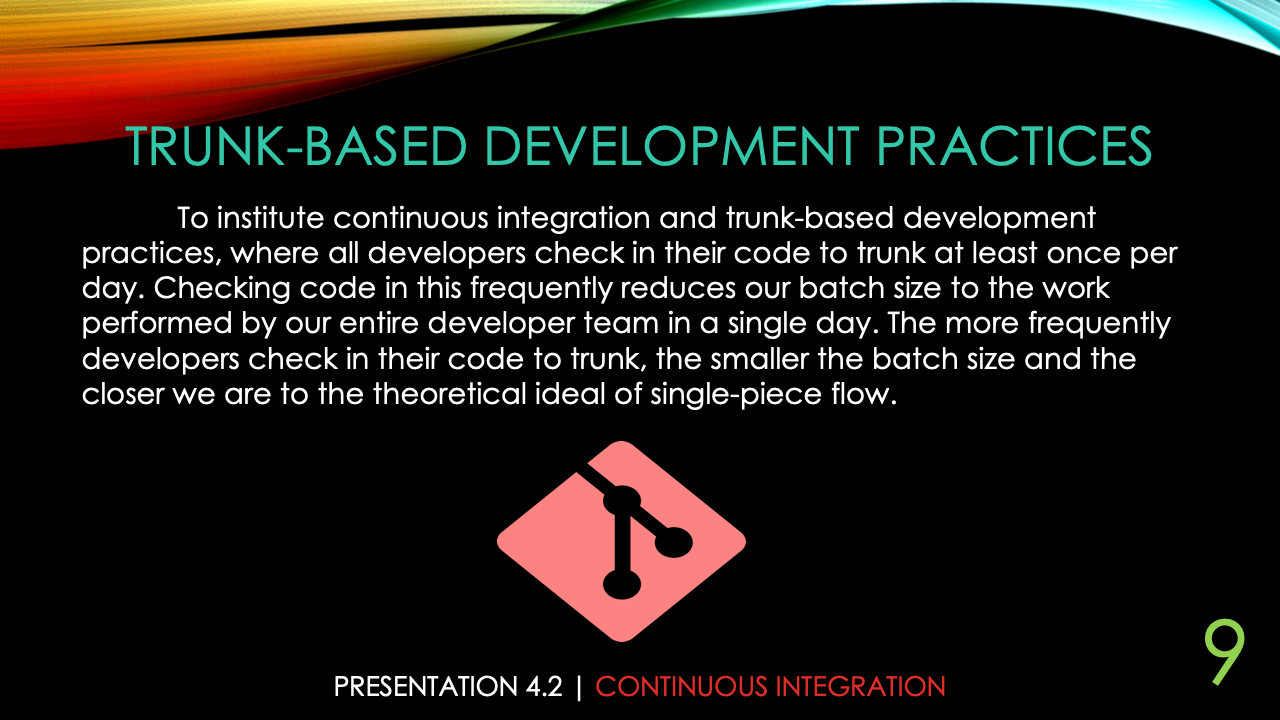 TRUNK-BASED DEVELOPMENT PRACTICES
To institute continuous integration and trunk-based development
practices, where all developers check in their code to trunk at least once per
day. Checking code in this frequently reduces our batch size to the work
performed by our entire developer team in a single day. The more frequently
developers check in their code to trunk, the smaller the batch size and the
closer we are to the theoretical ideal of single-piece flow.
PRESENTATION 4.2 | CONTINUOUS INTEGRATION
9